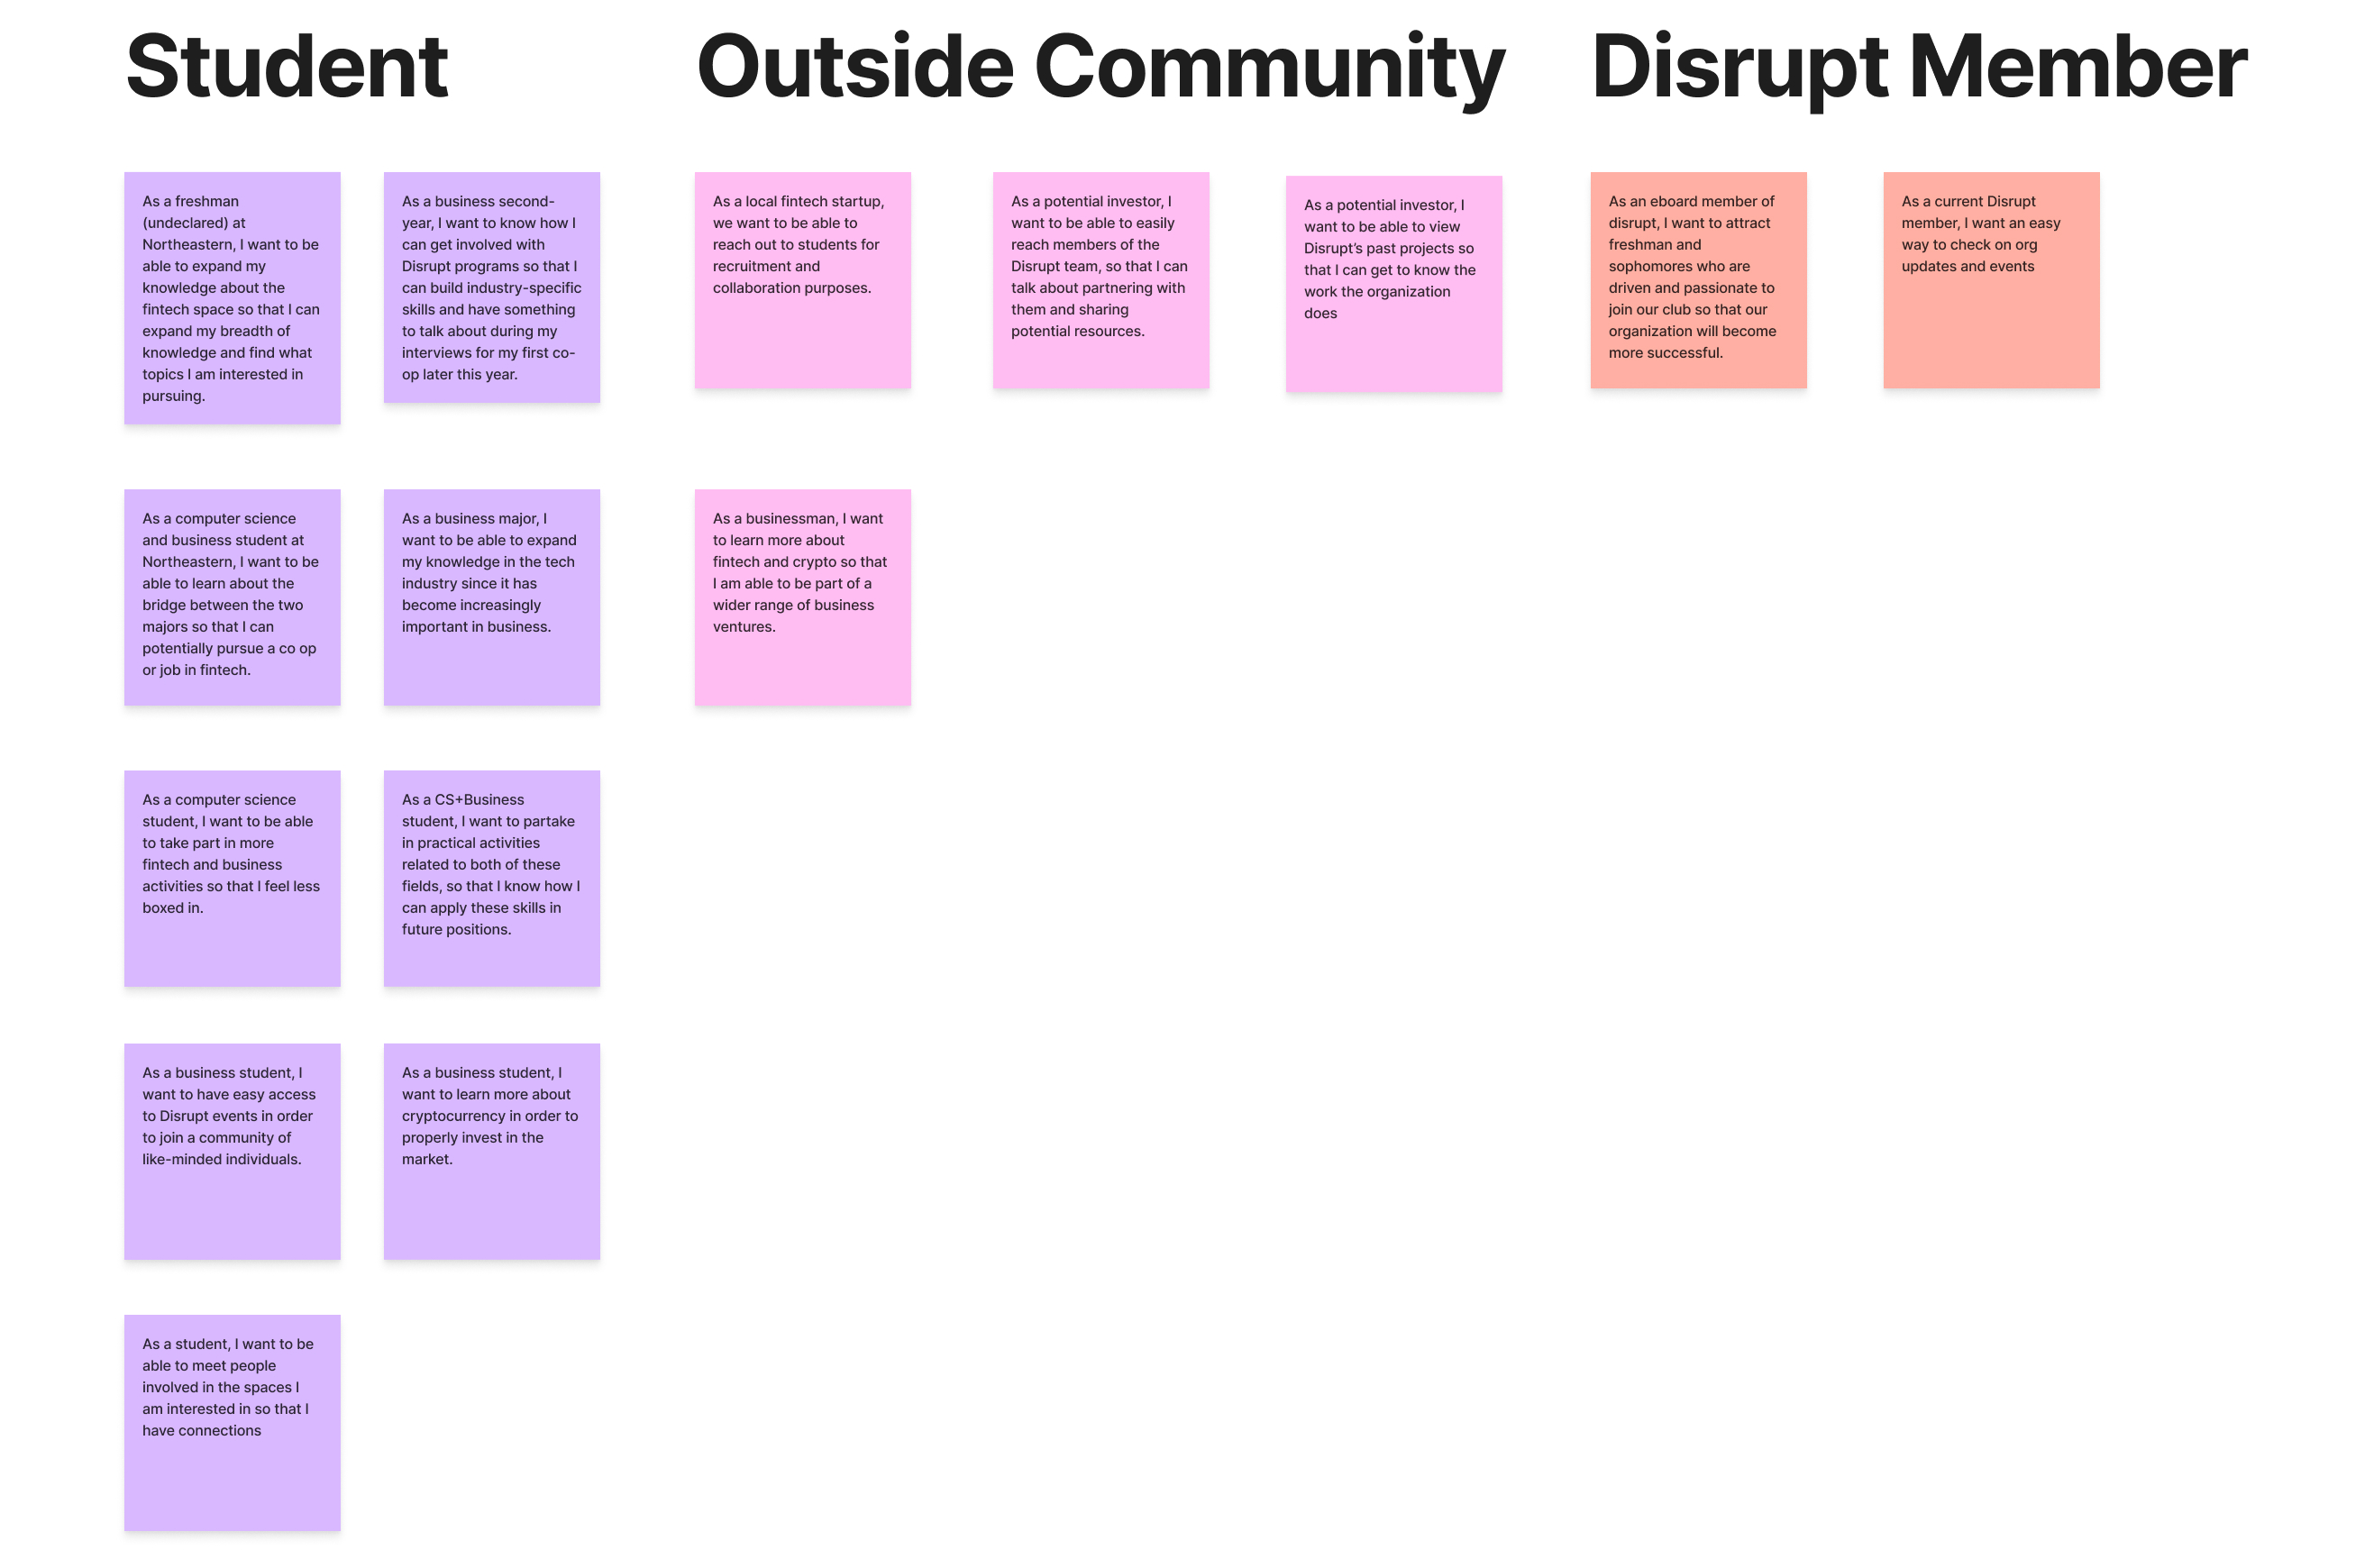 Student
As a freshman
(undeclared) at
Northeastern, I want to be
able to expand my
knowledge about the
fintech space so that I can
expand my breadth of
knowledge and find what
topics I am interested in
pursuing.
As a business second-
year, I want to know how I
can get involved with
Disrupt programs so that I
can build industry-specific
skills and have something
to talk about during my
interviews for my first co-
op later this year.
As a computer science
and business student at
Northeastern, I want to be
able to learn about the
bridge between the two
majors so that I can
potentially pursue a co op
or job in fintech.
As a business major, I
want to be able to expand
my knowledge in the tech
industry since it has
become increasingly
important in business.
As a computer science
student, I want to be able
to take part in more
fintech and business
activities so that I feel less
boxed in.
As a CS+Business
student, I want to partake
in practical activities
related to both of these
fields, so that I know how I
can apply these skills in
future positions.
As a business student, I
want to have easy access
to Disrupt events in order
to join a community of
like-minded individuals.
As a business student, I
want to learn more about
cryptocurrency in order to
properly invest in the
market.
As a student, I want to be
able to meet people
involved in the spaces I
am interested in so that I
have connections
Outside Community
As a local fintech startup,
we want to be able to
reach out to students for
recruitment and
collaboration purposes.
As a potential investor, I
want to be able to easily
reach members of the
Disrupt team, so that I can
talk about partnering with
them and sharing
potential resources.
As a potential investor, I
want to be able to view
Disrupt’s past projects so
that I can get to know the
work the organization
does
As a businessman, I want
to learn more about
fintech and crypto so that
I am able to be part of a
wider range of business
ventures.
Disrupt Member
As an eboard member of
disrupt, I want to attract
freshman and
sophomores who are
driven and passionate to
join our club so that our
organization will become
more successful.
As a current Disrupt
member, I want an easy
way to check on org
updates and events